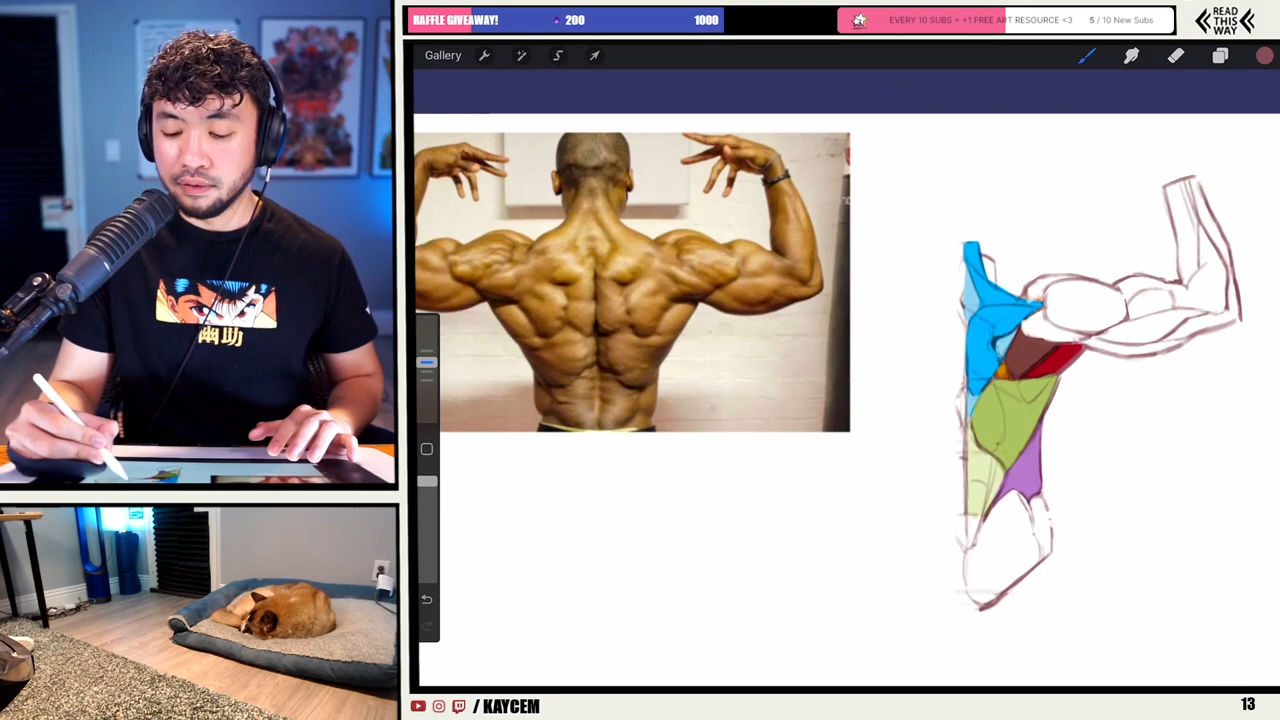 RAFFLE GIVEAWAY! 200 1000
EVERY 10 SUBS = +1 FREE ART RESOURCE <3 5 / 10 New Subs
READ
THIS
WAY
Gallery
幽助
/ KAYCEM
13